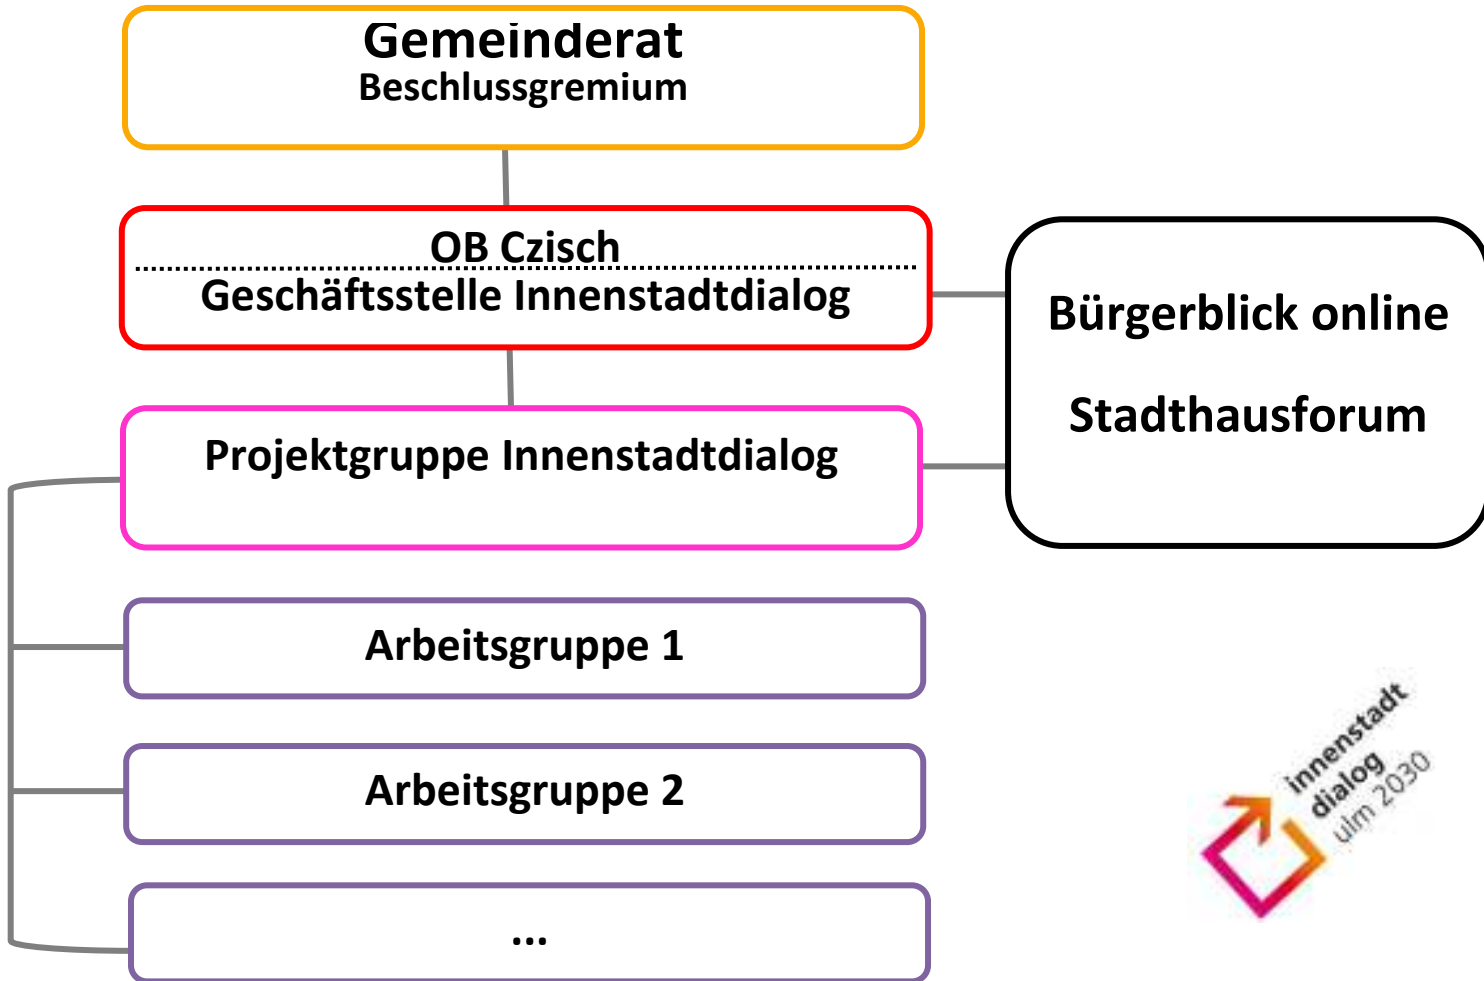 Gemeinderat
Beschlussgremium
OB Czisch
Geschäftsstelle Innenstadtdialog
Bürgerblick online
Stadthausforum
Projektgruppe Innenstadtdialog
Arbeitsgruppe 1
Arbeitsgruppe 2
...
innenstadt
dialog
ulm 2030